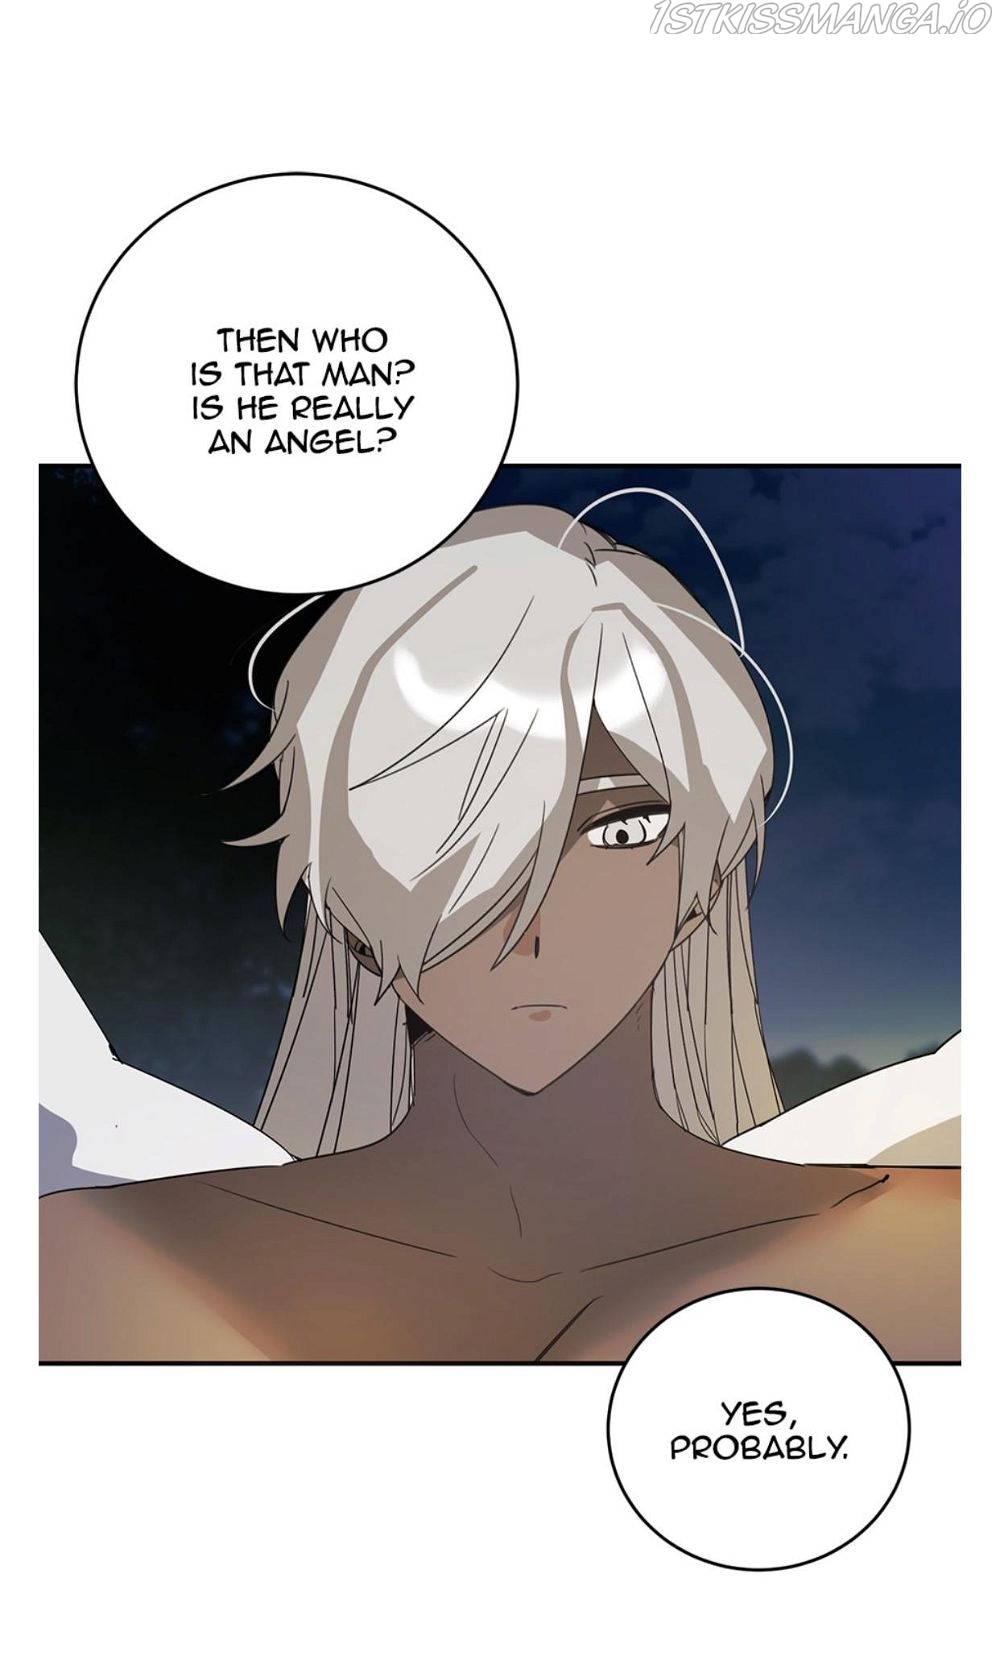 1STKISSMANGA.IO
THEN WHO
IS THAT MAN?
IS HE REALLY
AN ANGEL?
YES,
PROBABLY.